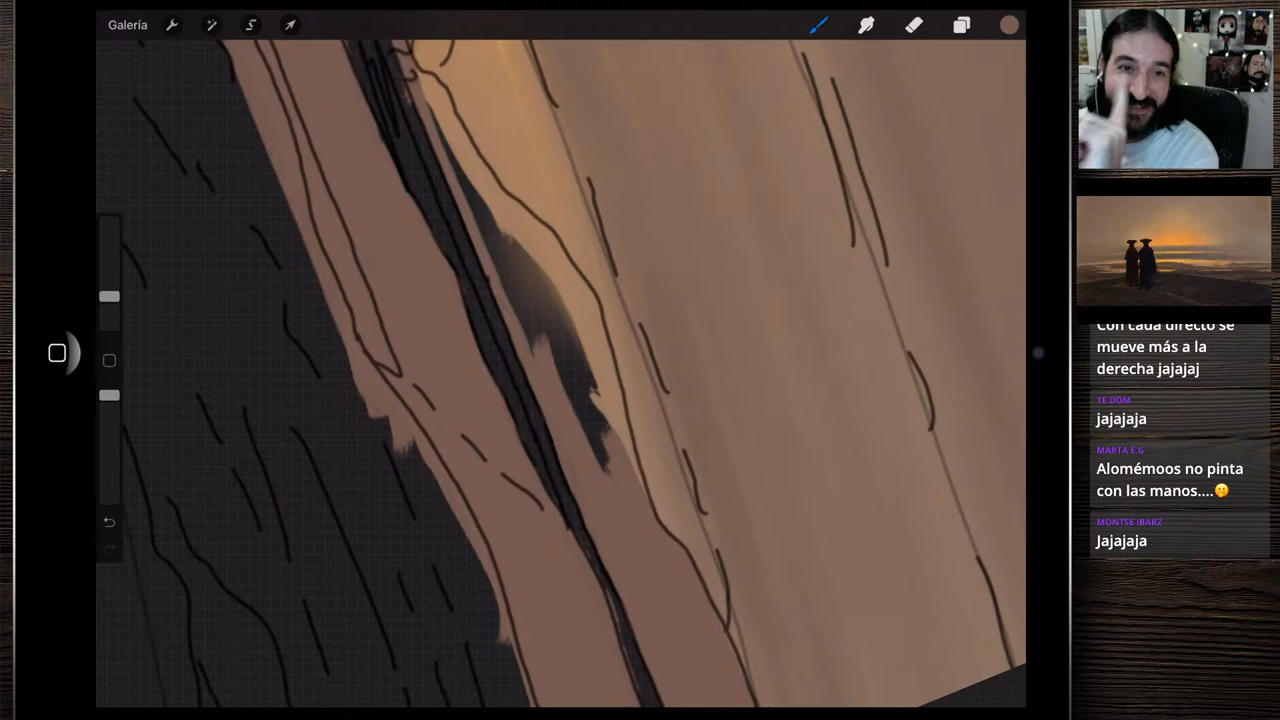 Galería
Con cada directo se
mueve más a la
derecha jajajaj
TE DOM
jajajaja
MARTA E.G
Alomémoos no pinta
con las manos....🤭
MONTSE IBARZ
Jajajaja